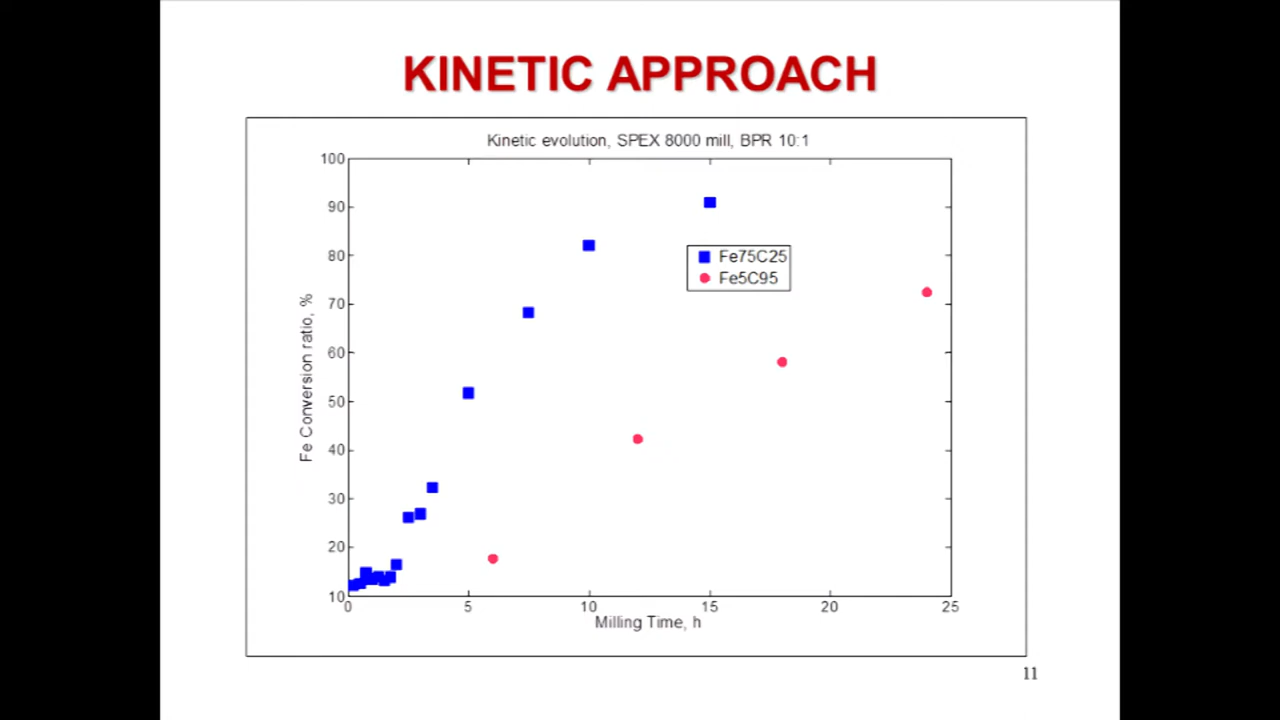 KINETIC APPROACH
Kinetic evolution, SPEX 8000 mill, BPR 10:1
100
90
80
70
60
50
40
30
20
10
Fe Conversion ratio, %
Fe75C25
Fe5C95
0 5 10 15 20 25
Milling Time, h
11